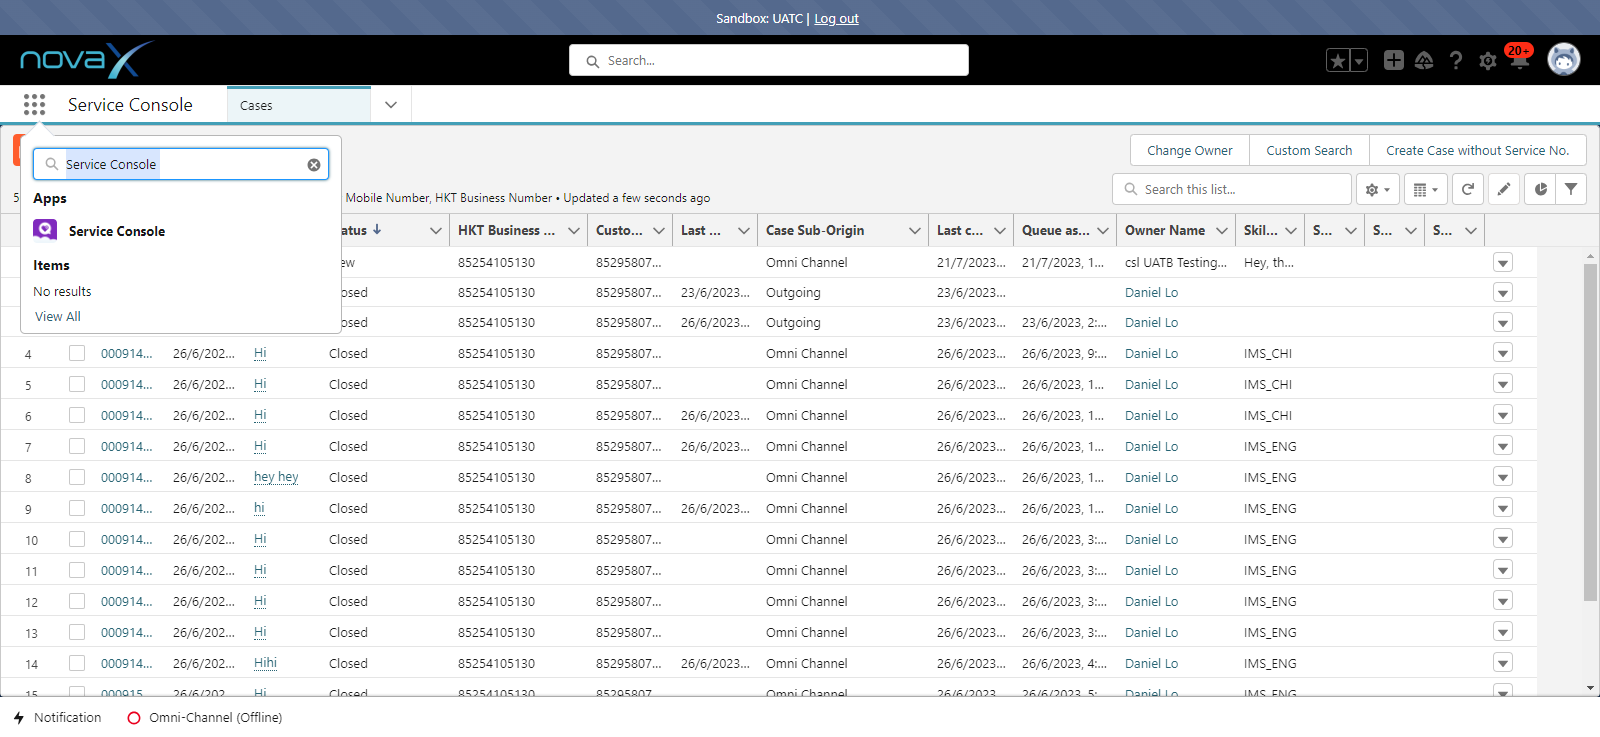 Sandbox: UATC | Log out
novaX
Search...
20+
Service Console
Cases
Service Console
Apps
Service Console
Items
No results
View All
Change Owner
Custom Search
Create Case without Service No.
5
Mobile Number, HKT Business Number • Updated a few seconds ago
Search this list...
HKT Business ... Custo... Last ... Case Sub-Origin Last c... Queue as... Owner Name Skil... S... S... S...
85254105130 85295807... Omni Channel 21/7/2023... 21/7/2023, 1... csl UATB Testing... Hey, th...
85254105130 85295807... 23/6/2023... Outgoing 23/6/2023... Daniel Lo
85254105130 85295807... 26/6/2023... Outgoing 23/6/2023... 23/6/2023, 2:... Daniel Lo
4 000914... 26/6/202... Hi Closed 85254105130 85295807... Omni Channel 26/6/2023... 26/6/2023, 9:... Daniel Lo IMS_CHI
5 000914... 26/6/202... Hi Closed 85254105130 85295807... Omni Channel 26/6/2023... 26/6/2023, 1... Daniel Lo IMS_CHI
6 000914... 26/6/202... Hi Closed 85254105130 85295807... 26/6/2023... Omni Channel 26/6/2023... 26/6/2023, 1... Daniel Lo IMS_CHI
7 000914... 26/6/202... Hi Closed 85254105130 85295807... 26/6/2023... Omni Channel 26/6/2023... 26/6/2023, 1... Daniel Lo IMS_ENG
8 000914... 26/6/202... hey hey Closed 85254105130 85295807... Omni Channel 26/6/2023... 26/6/2023, 1... Daniel Lo IMS_ENG
9 000914... 26/6/202... hi Closed 85254105130 85295807... 26/6/2023... Omni Channel 26/6/2023... 26/6/2023, 1... Daniel Lo IMS_ENG
10 000914... 26/6/202... Hi Closed 85254105130 85295807... Omni Channel 26/6/2023... 26/6/2023, 3:... Daniel Lo IMS_ENG
11 000914... 26/6/202... Hi Closed 85254105130 85295807... Omni Channel 26/6/2023... 26/6/2023, 3:... Daniel Lo IMS_ENG
12 000914... 26/6/202... Hi Closed 85254105130 85295807... Omni Channel 26/6/2023... 26/6/2023, 3:... Daniel Lo IMS_ENG
13 000914... 26/6/202... Hi Closed 85254105130 85295807... Omni Channel 26/6/2023... 26/6/2023, 3:... Daniel Lo IMS_ENG
14 000914... 26/6/202... Hihi Closed 85254105130 85295807... 26/6/2023... Omni Channel 26/6/2023... 26/6/2023, 4:... Daniel Lo IMS_ENG
15 000915... 26/6/202... Hi Closed 85254105130 85295807... Omni Channel 26/6/2023... 26/6/2023, 5:... Daniel Lo IMS_ENG
Notification
Omni-Channel (Offline)